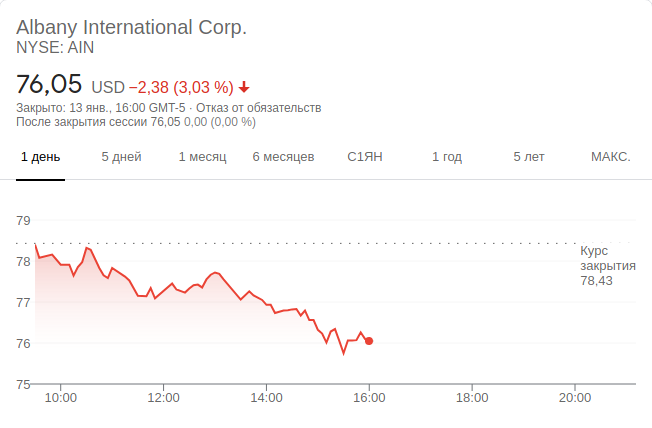 Albany International Corp.
NYSE: AIN
76,05 USD −2,38 (3,03 %)
Закрыто: 13 янв., 16:00 GMT-5 · Отказ от обязательств
После закрытия сессии 76,05 0,00 (0,00 %)
1 день 5 дней 1 месяц 6 месяцев С1ЯН 1 год 5 лет МАКС.
79
78
77
76
75
Курс
закрытия
78,43
10:00 12:00 14:00 16:00 18:00 20:00